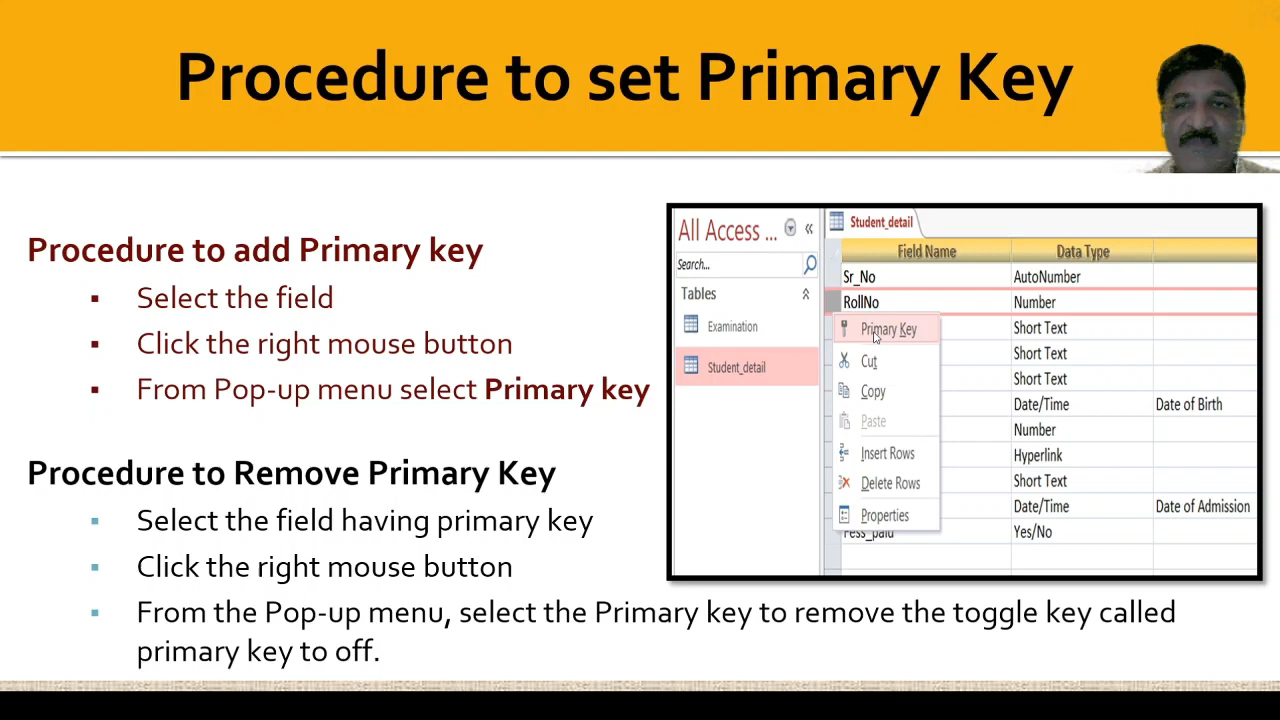 Procedure to set Primary Key
Procedure to add Primary key
▪ Select the field
▪ Click the right mouse button
▪ From Pop-up menu select Primary key
Procedure to Remove Primary Key
▪ Select the field having primary key
▪ Click the right mouse button
▪ From the Pop-up menu, select the Primary key to remove the toggle key called
primary key to off.
All Access ...
Search...
Tables
Examination
Student_detail
Student_detail
Field Name Data Type
Sr_No AutoNumber
RollNo Number
Short Text
Short Text
Short Text
Date/Time Date of Birth
Number
Hyperlink
Short Text
Date/Time Date of Admission
Fess_paid Yes/No
Primary Key
Cut
Copy
Paste
Insert Rows
Delete Rows
Properties